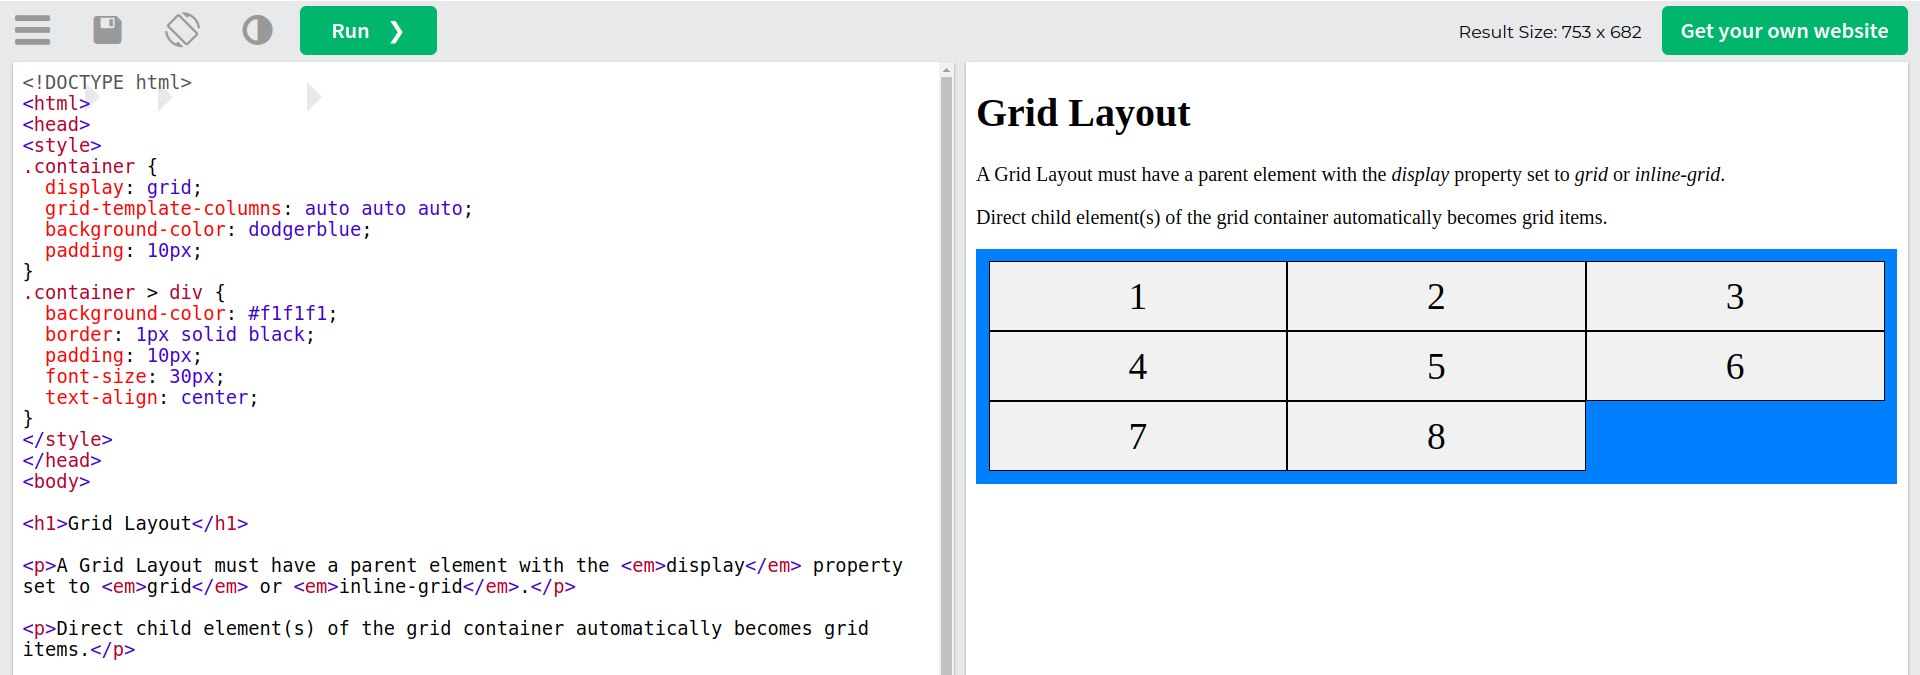 Run ❯
Result Size: 753 x 682
Get your own website
<!DOCTYPE html>
<html>
<head>
<style>
.container {
  display: grid;
  grid-template-columns: auto auto auto;
  background-color: dodgerblue;
  padding: 10px;
}
.container > div {
  background-color: #f1f1f1;
  border: 1px solid black;
  padding: 10px;
  font-size: 30px;
  text-align: center;
}
</style>
</head>
<body>

<h1>Grid Layout</h1>

<p>A Grid Layout must have a parent element with the <em>display</em> property
set to <em>grid</em> or <em>inline-grid</em>.</p>

<p>Direct child element(s) of the grid container automatically becomes grid
items.</p>
Grid Layout
A Grid Layout must have a parent element with the display property set to grid or inline-grid.
Direct child element(s) of the grid container automatically becomes grid items.
1 2 3
4 5 6
7 8